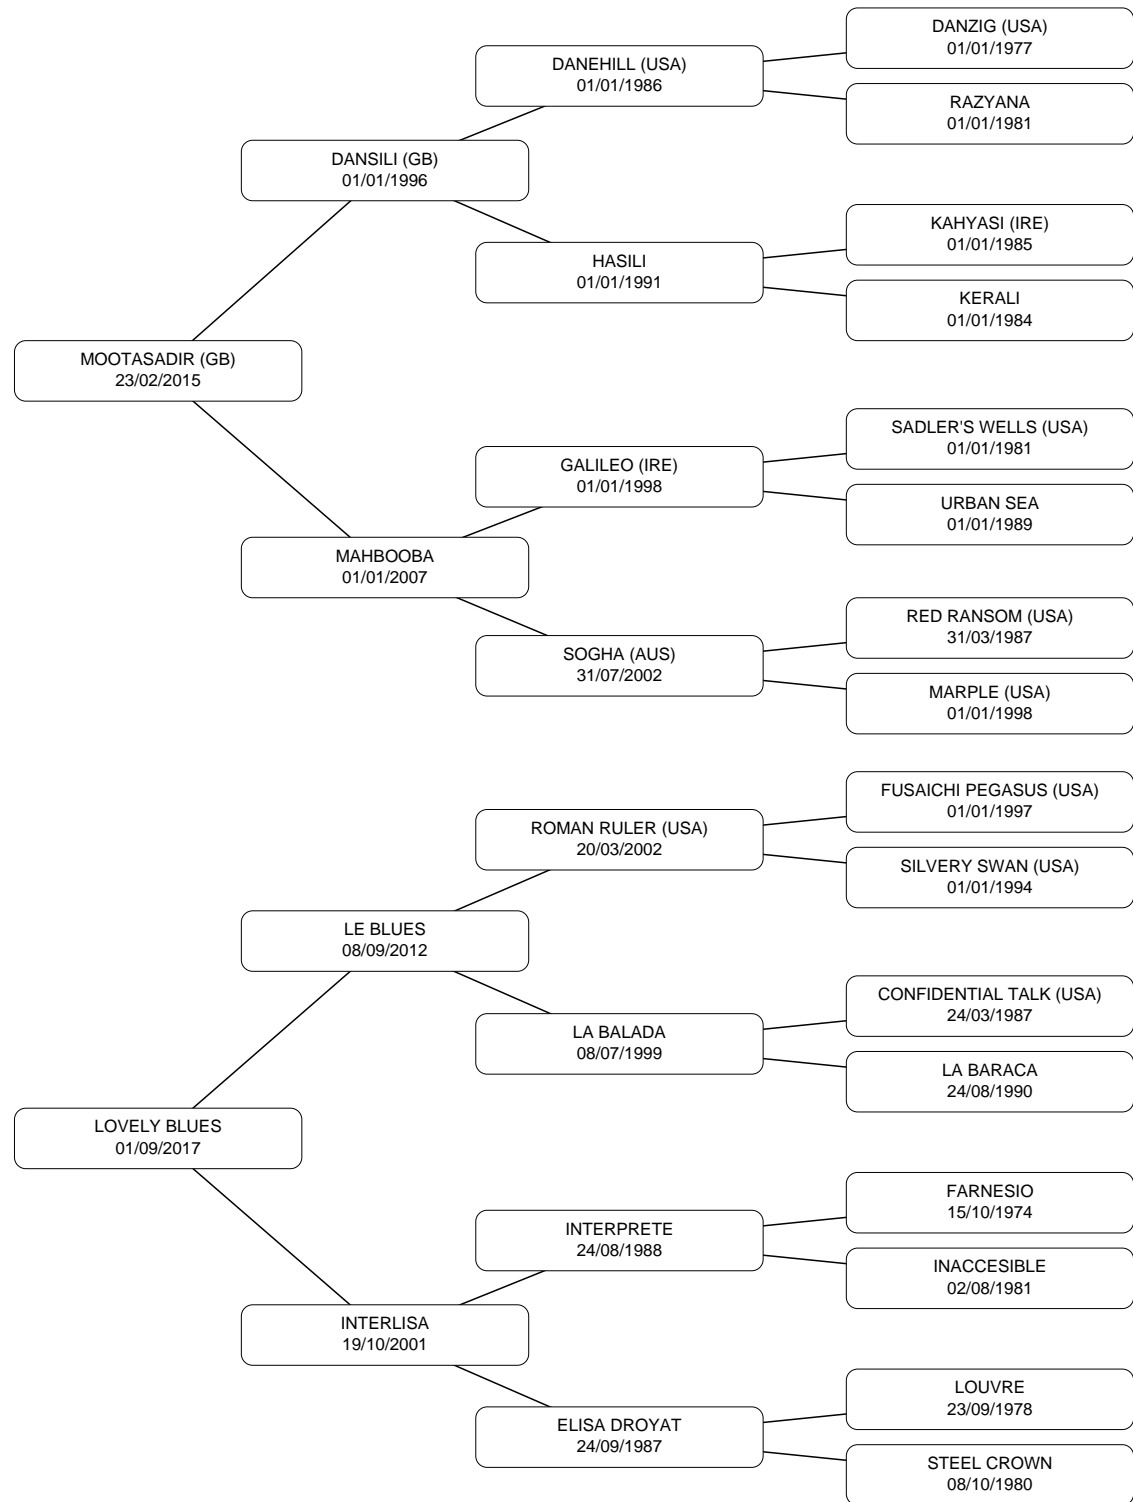 DANZIG (USA)
01/01/1977
DANEHILL (USA)
01/01/1986
RAZYANA
01/01/1981
DANSILI (GB)
01/01/1996
KAHYASI (IRE)
01/01/1985
HASILI
01/01/1991
KERALI
01/01/1984
MOOTASADIR (GB)
23/02/2015
SADLER'S WELLS (USA)
01/01/1981
GALILEO (IRE)
01/01/1998
URBAN SEA
01/01/1989
MAHBOOBA
01/01/2007
RED RANSOM (USA)
31/03/1987
SOGHA (AUS)
31/07/2002
MARPLE (USA)
01/01/1998
FUSAICHI PEGASUS (USA)
01/01/1997
ROMAN RULER (USA)
20/03/2002
SILVERY SWAN (USA)
01/01/1994
LE BLUES
08/09/2012
CONFIDENTIAL TALK (USA)
24/03/1987
LA BALADA
08/07/1999
LA BARACA
24/08/1990
LOVELY BLUES
01/09/2017
FARNESIO
15/10/1974
INTERPRETE
24/08/1988
INACCESIBLE
02/08/1981
INTERLISA
19/10/2001
LOUVRE
23/09/1978
ELISA DROYAT
24/09/1987
STEEL CROWN
08/10/1980